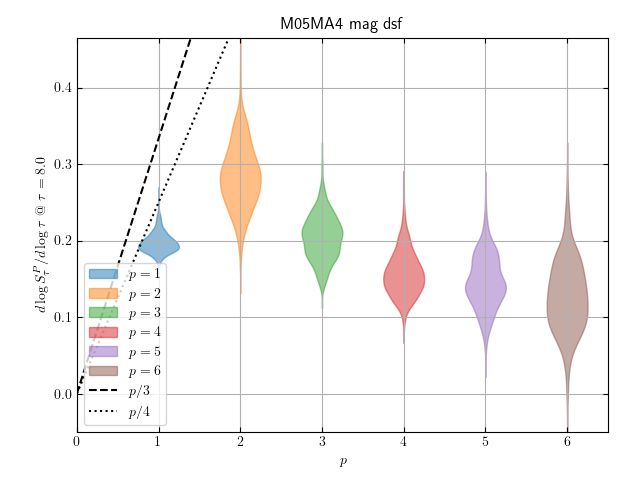 M05MA4 mag dsf
d log S_τ^P / d log τ @ τ = 8.0
0.4
0.3
0.2
0.1
0.0
p = 1
p = 2
p = 3
p = 4
p = 5
p = 6
p/3
p/4
0 1 2 3 4 5 6
p